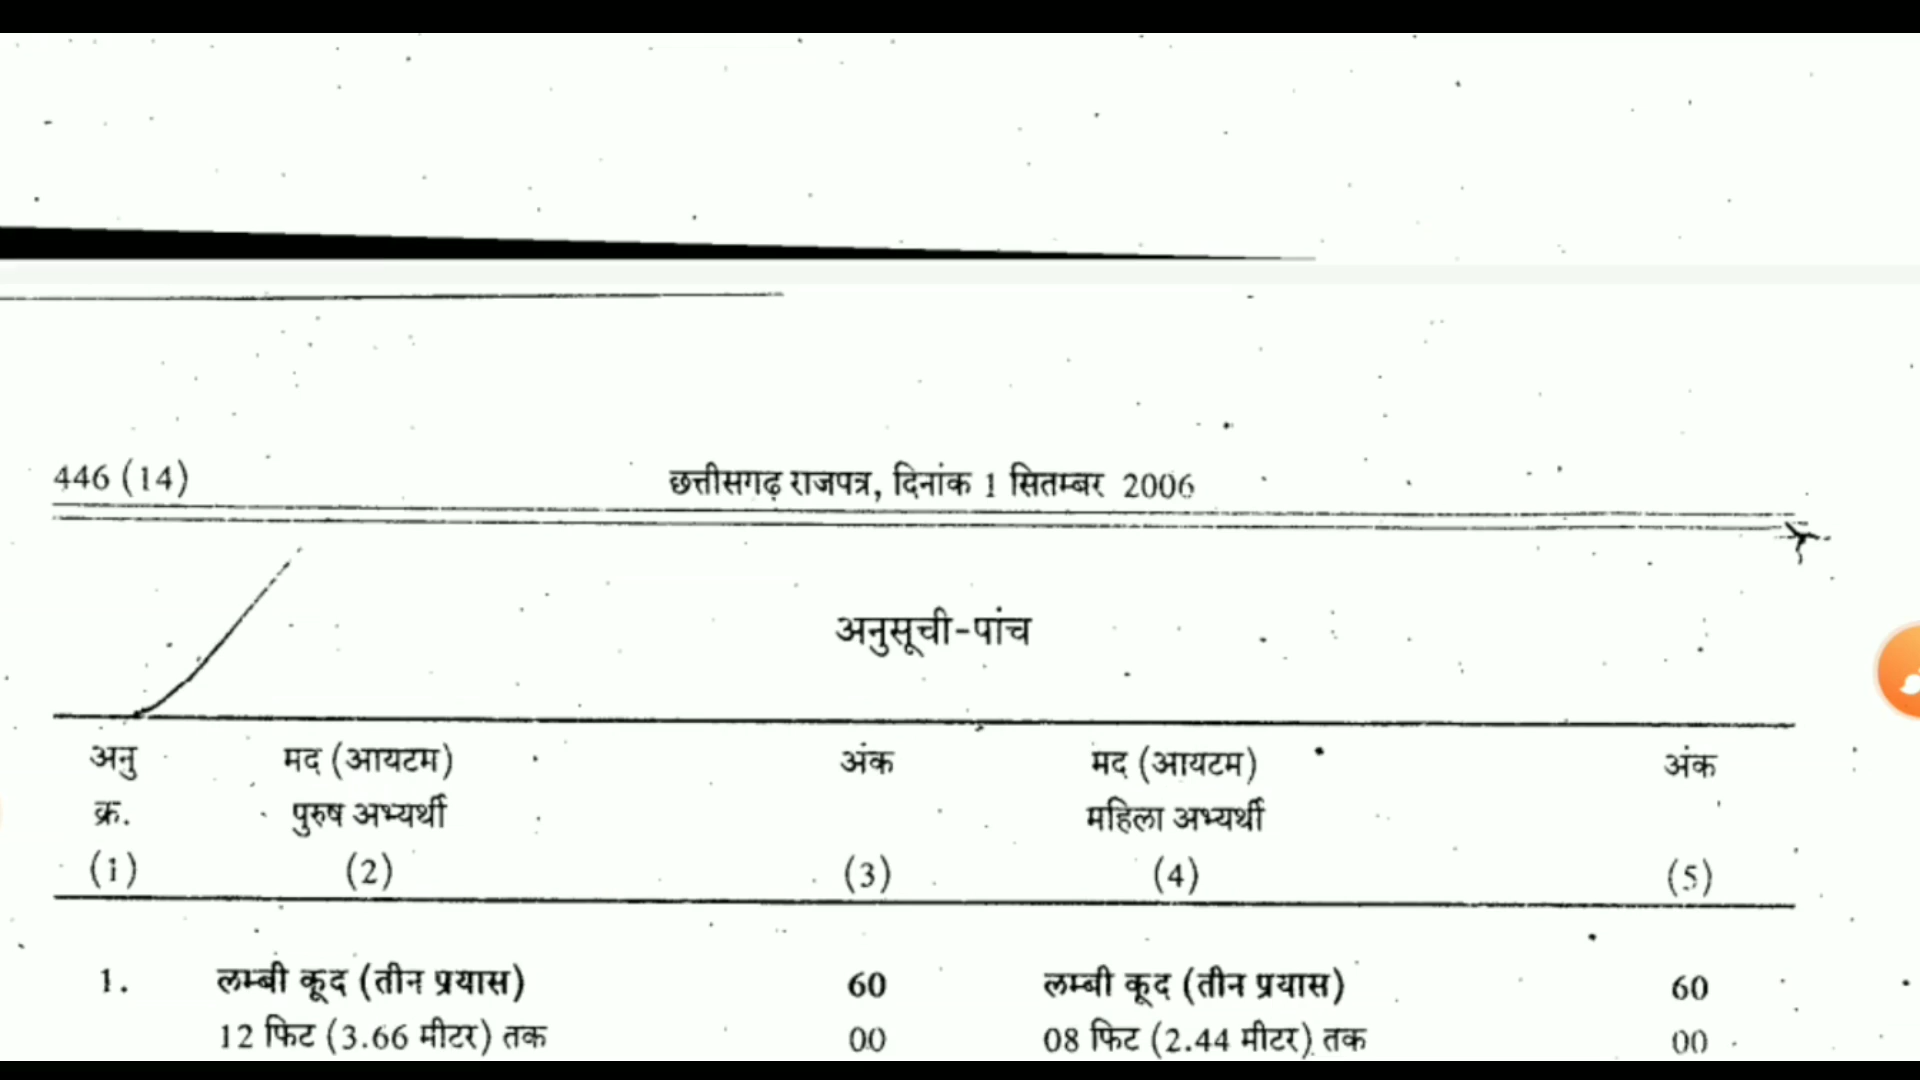 446 (14) छत्तीसगढ़ राजपत्र, दिनांक 1 सितम्बर 2006
अनुसूची-पांच
अनु मद (आयटम) अंक मद (आयटम) अंक
क्र. पुरुष अभ्यर्थी महिला अभ्यर्थी
(1) (2) (3) (4) (5)
1. लम्बी कूद (तीन प्रयास) 60 लम्बी कूद (तीन प्रयास) 60
12 फिट (3.66 मीटर) तक 00 08 फिट (2.44 मीटर) तक 00